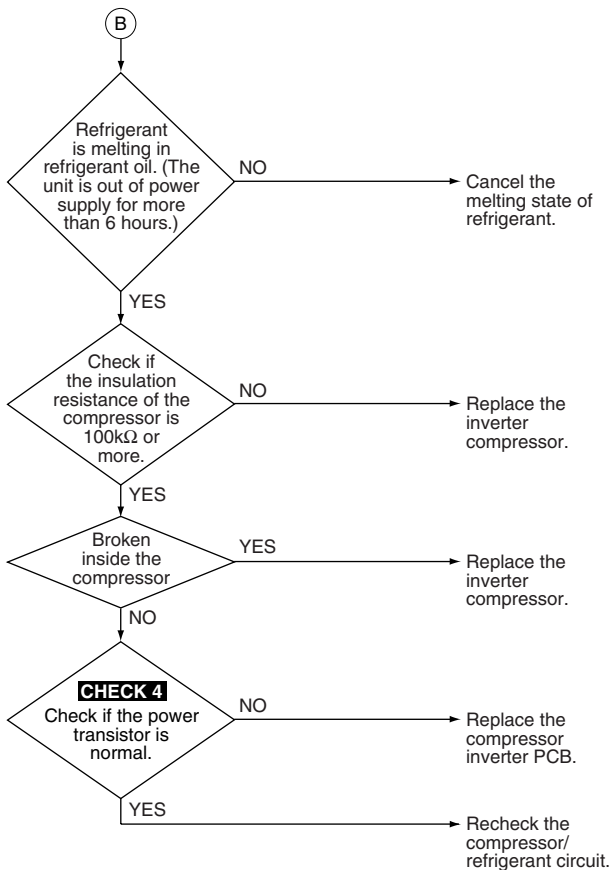 B
Refrigerant
is melting in
refrigerant oil. (The
unit is out of power
supply for more
than 6 hours.)
NO
Cancel the
melting state of
refrigerant.
YES
Check if
the insulation
resistance of the
compressor is
100kΩ or
more.
NO
Replace the
inverter
compressor.
YES
Broken
inside the
compressor
YES
Replace the
inverter
compressor.
NO
CHECK 4
Check if the power
transistor is
normal.
NO
Replace the
compressor
inverter PCB.
YES
Recheck the
compressor/
refrigerant circuit.